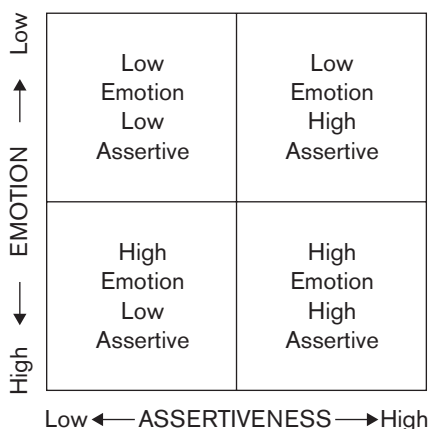 Low
Emotion
Low
Assertive
Low
Emotion
High
Assertive
High
Emotion
Low
Assertive
High
Emotion
High
Assertive
High ← EMOTION → Low
Low ← ASSERTIVENESS → High